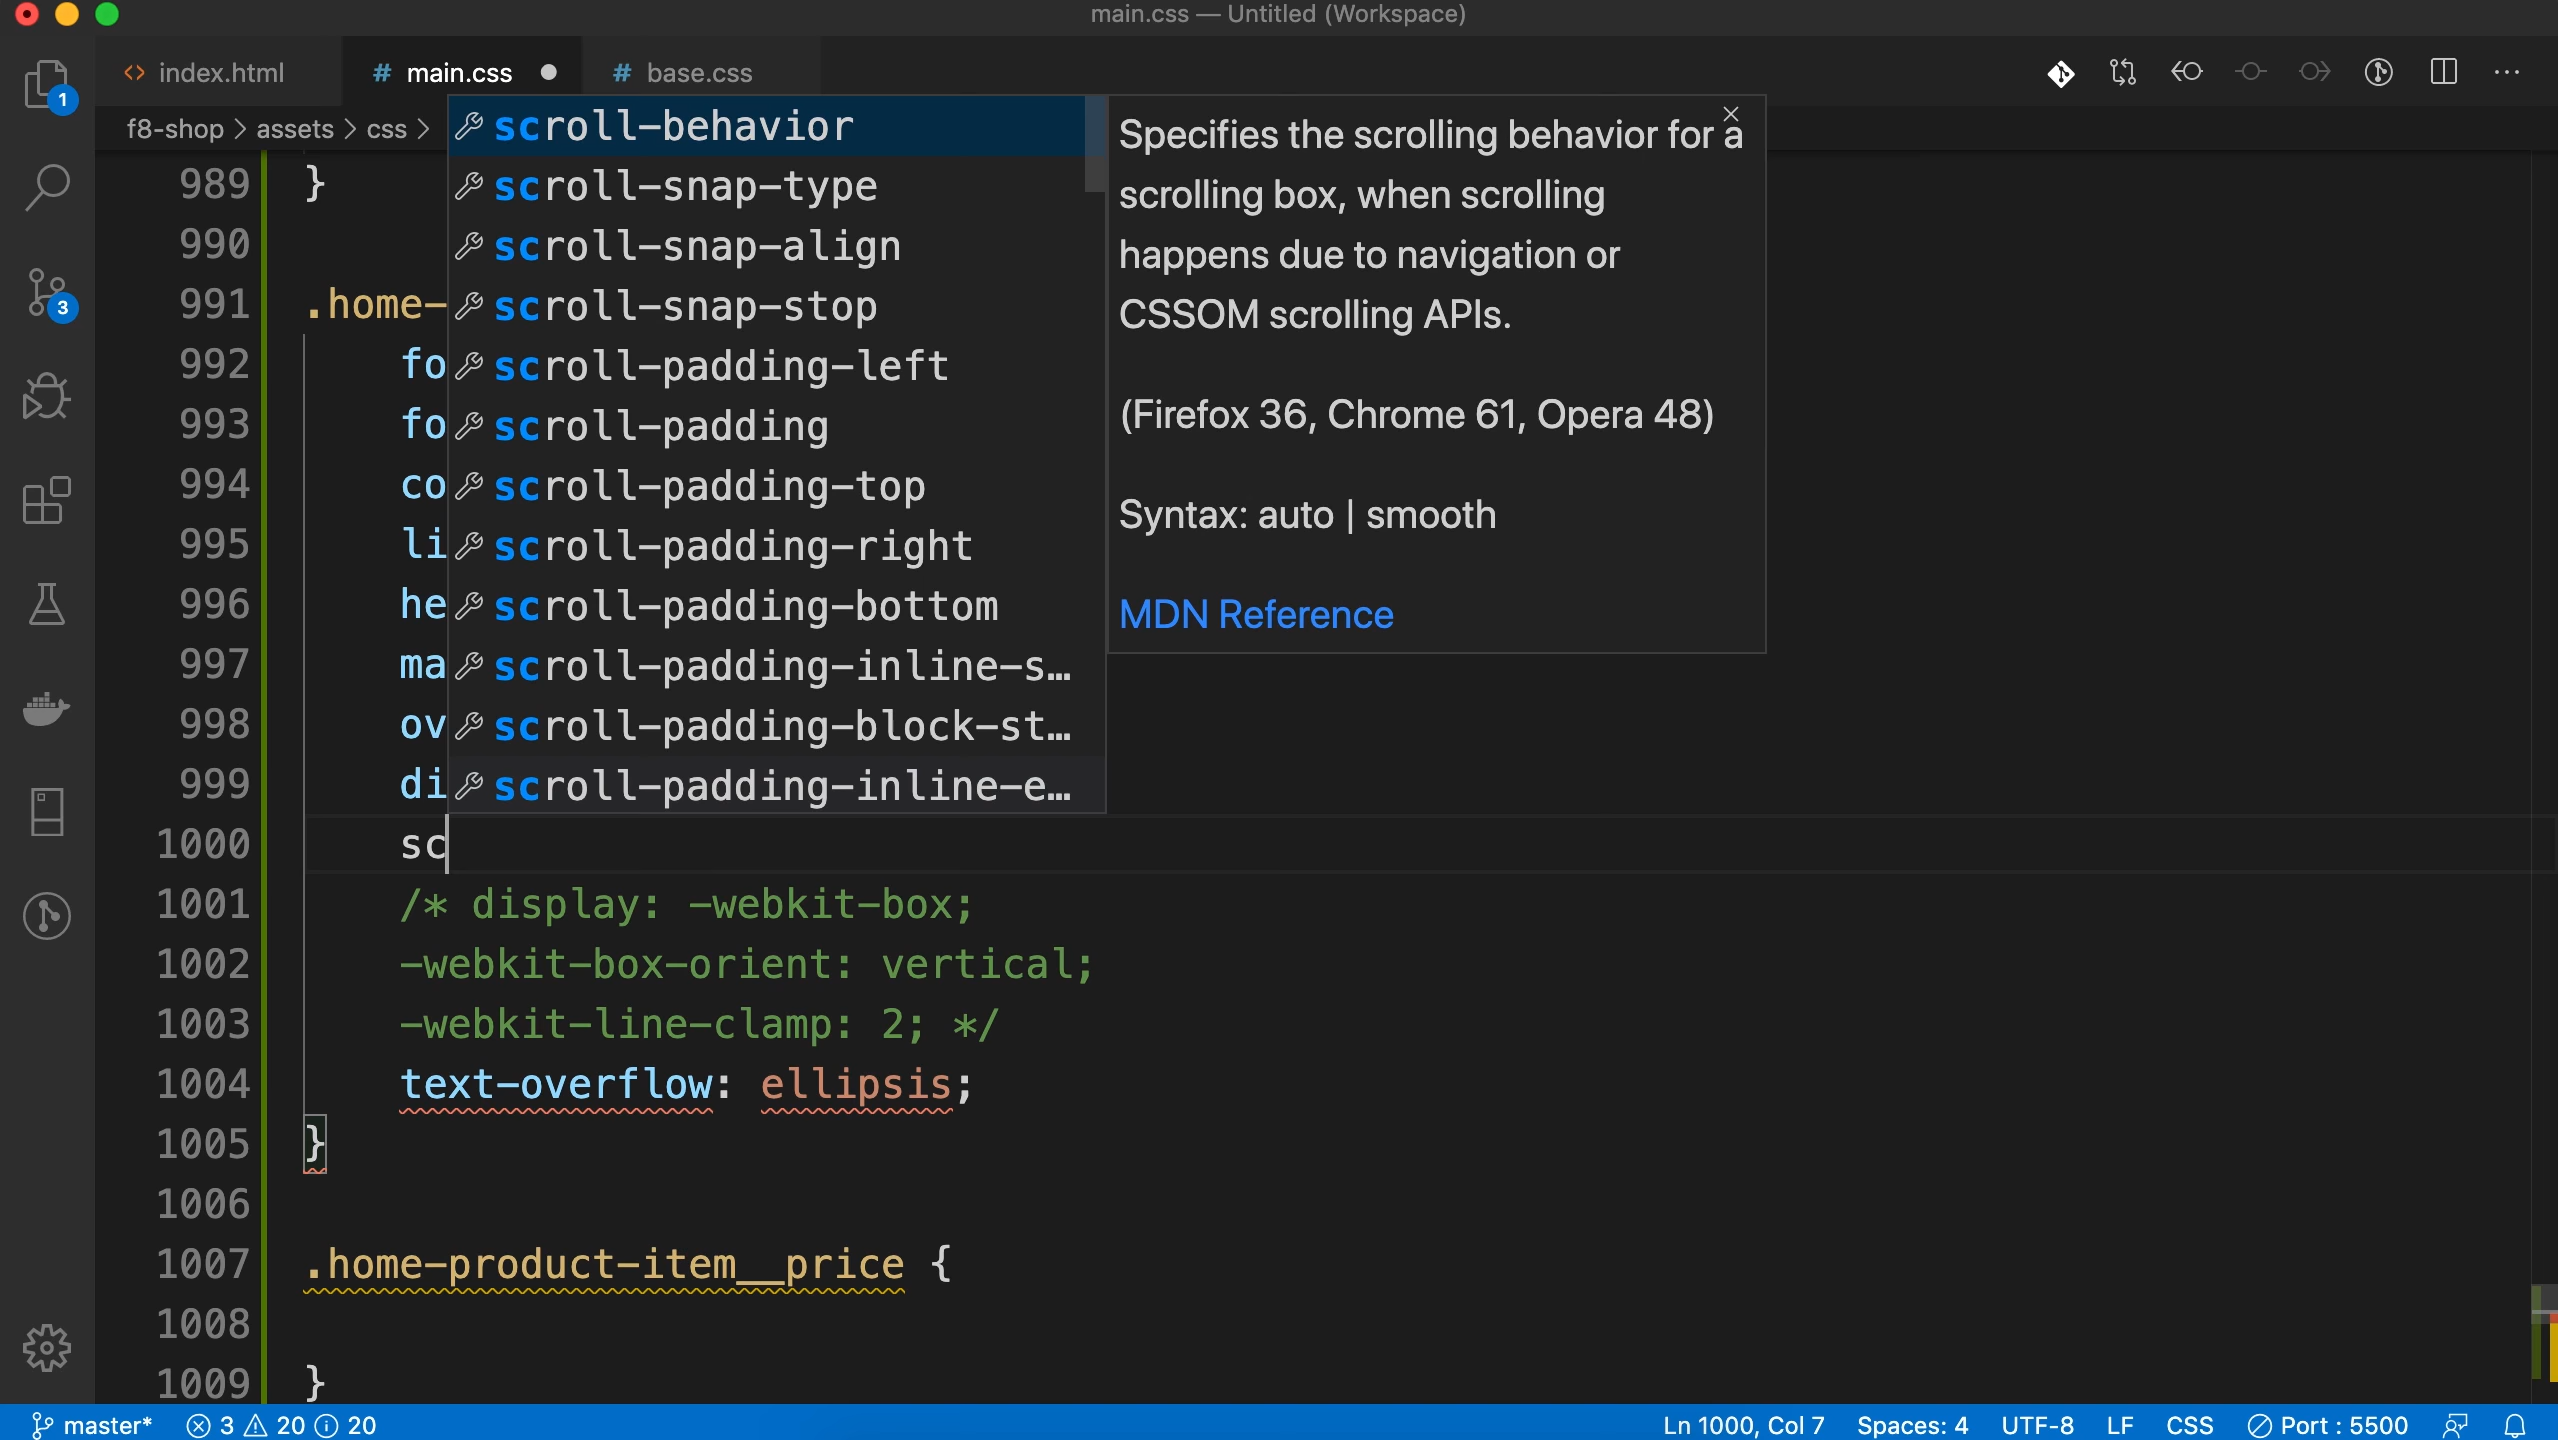 main.css — Untitled (Workspace)
index.html
main.css
base.css
f8-shop > assets > css >
1
3
scroll-behavior
scroll-snap-type
scroll-snap-align
scroll-snap-stop
scroll-padding-left
scroll-padding
scroll-padding-top
scroll-padding-right
scroll-padding-bottom
scroll-padding-inline-s…
scroll-padding-block-st…
scroll-padding-inline-e…
Specifies the scrolling behavior for a
scrolling box, when scrolling
happens due to navigation or
CSSOM scrolling APIs.
(Firefox 36, Chrome 61, Opera 48)
Syntax: auto | smooth
MDN Reference
989 }
990
991 .home-
992 fo
993 fo
994 co
995 li
996 he
997 ma
998 ov
999 di
1000 sc
1001 /* display: -webkit-box;
1002 -webkit-box-orient: vertical;
1003 -webkit-line-clamp: 2; */
1004 text-overflow: ellipsis;
1005 }
1006
1007 .home-product-item__price {
1008
1009 }
master* 3 20 20
Ln 1000, Col 7 Spaces: 4 UTF-8 LF CSS Port : 5500